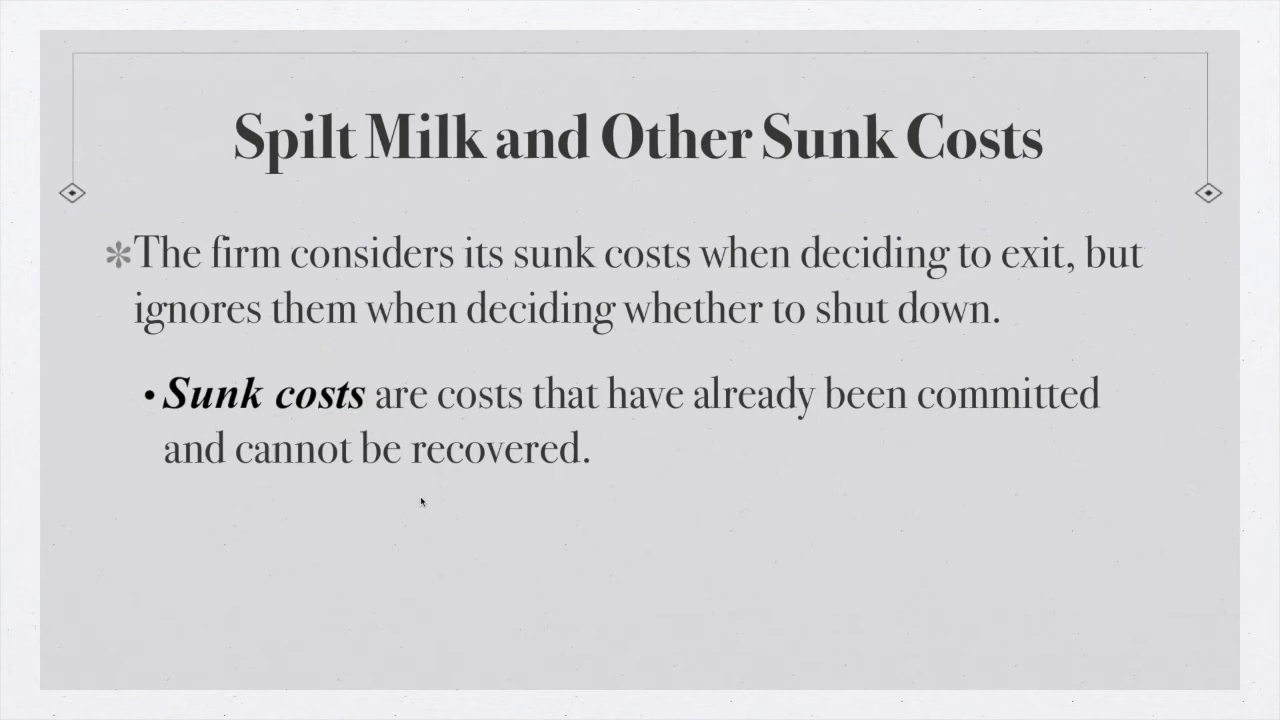 Spilt Milk and Other Sunk Costs
The firm considers its sunk costs when deciding to exit, but
ignores them when deciding whether to shut down.
• Sunk costs are costs that have already been committed
and cannot be recovered.